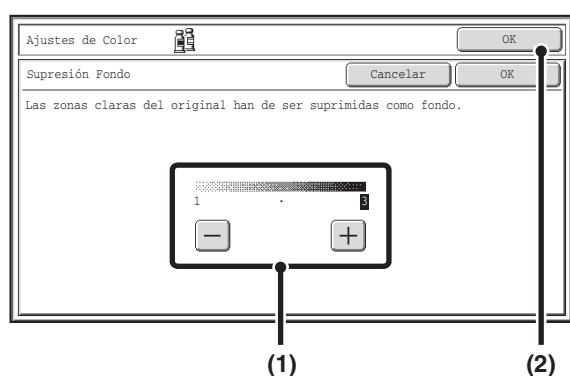 Ajustes de Color OK
Supresión Fondo Cancelar OK
Las zonas claras del original han de ser suprimidas como fondo.
1 · 3
− +
(1) (2)